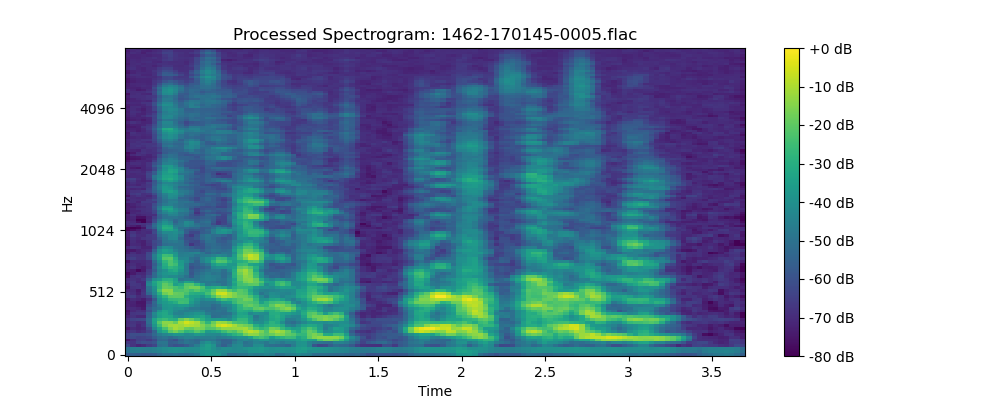 Processed Spectrogram: 1462-170145-0005.flac
Hz
4096
2048
1024
512
0
0
0.5
1
1.5
2
2.5
3
3.5
Time
+0 dB
-10 dB
-20 dB
-30 dB
-40 dB
-50 dB
-60 dB
-70 dB
-80 dB